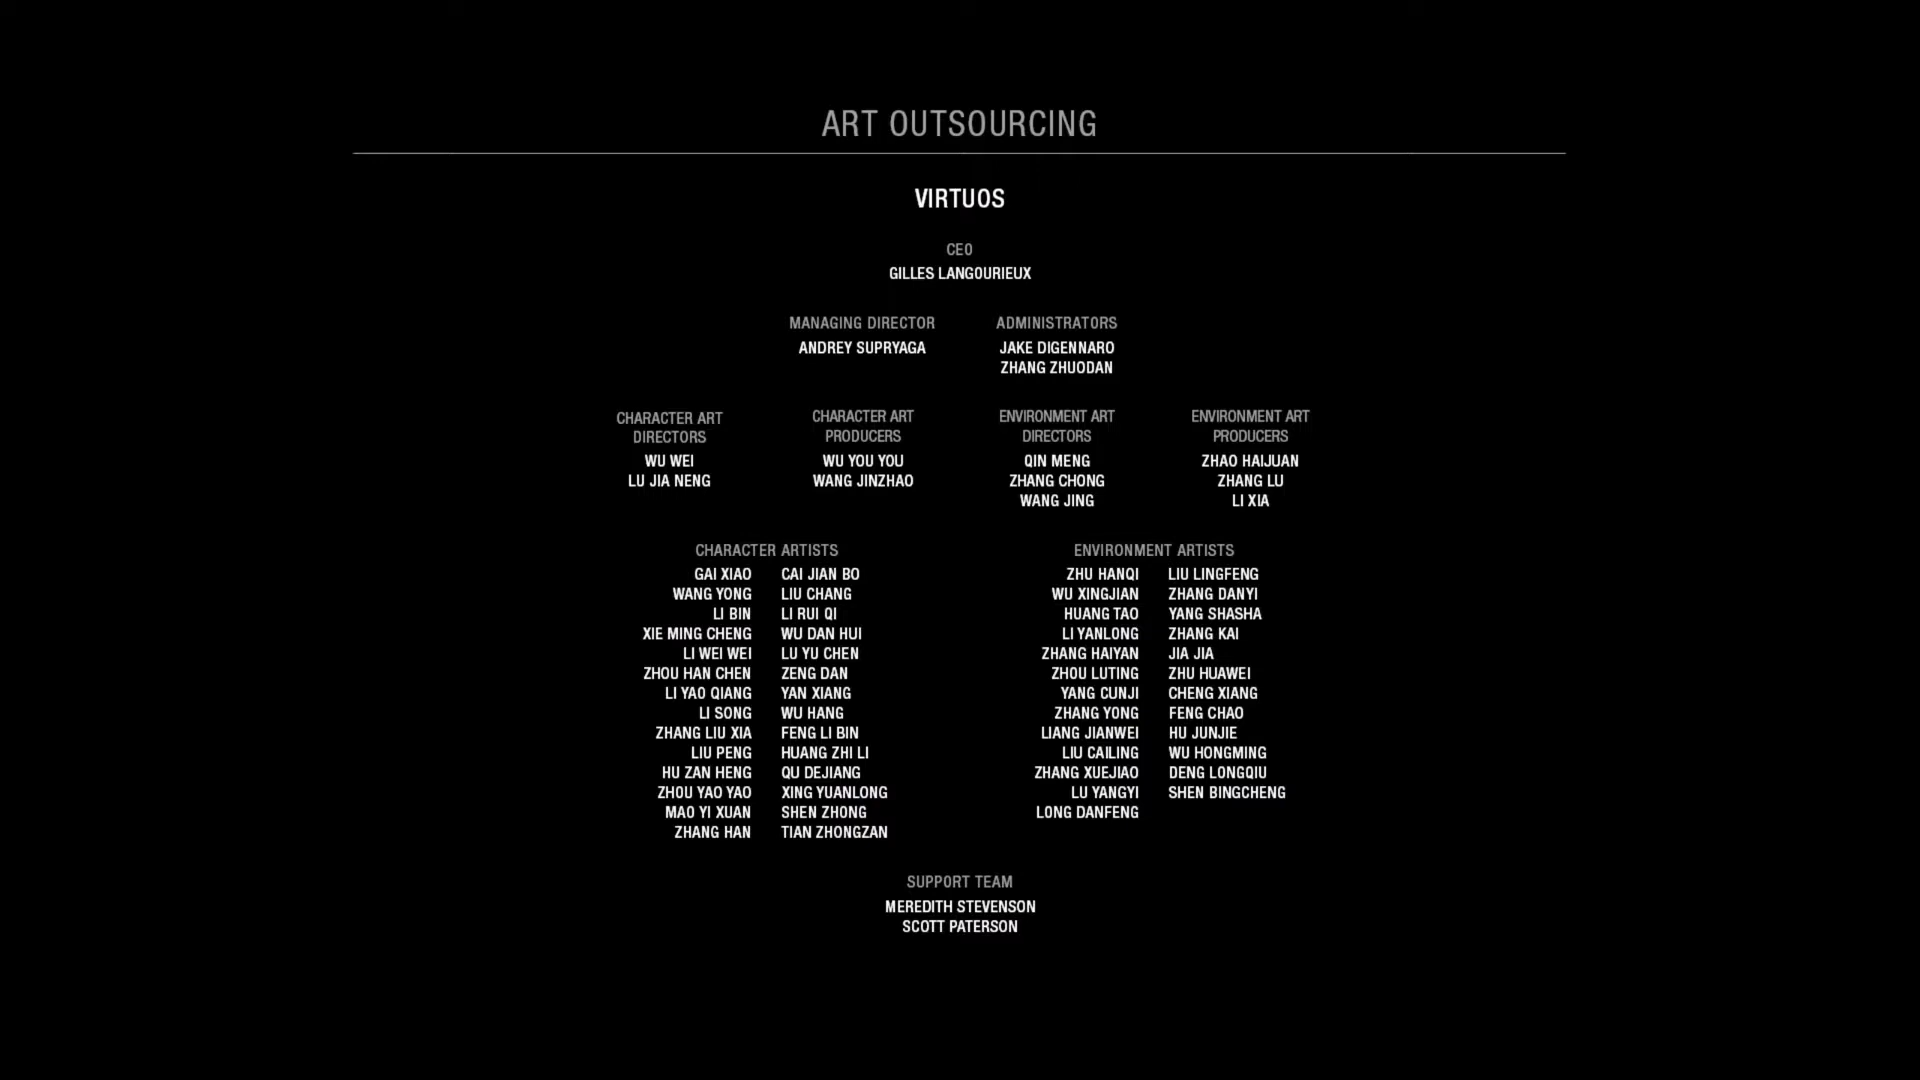 ART OUTSOURCING
VIRTUOS
CEO
GILLES LANGOURIEUX
MANAGING DIRECTOR
ANDREY SUPRYAGA
ADMINISTRATORS
JAKE DIGENNARO
ZHANG ZHUODAN
CHARACTER ART
DIRECTORS
WU WEI
LU JIA NENG
CHARACTER ART
PRODUCERS
WU YOU YOU
WANG JINZHAO
ENVIRONMENT ART
DIRECTORS
QIN MENG
ZHANG CHONG
WANG JING
ENVIRONMENT ART
PRODUCERS
ZHAO HAIJUAN
ZHANG LU
LI XIA
CHARACTER ARTISTS
GAI XIAO CAI JIAN BO
WANG YONG LIU CHANG
LI BIN LI RUI QI
XIE MING CHENG WU DAN HUI
LI WEI WEI LU YU CHEN
ZHOU HAN CHEN ZENG DAN
LI YAO QIANG YAN XIANG
LI SONG WU HANG
ZHANG LIU XIA FENG LI BIN
LIU PENG HUANG ZHI LI
HU ZAN HENG QU DEJIANG
ZHOU YAO YAO XING YUANLONG
MAO YI XUAN SHEN ZHONG
ZHANG HAN TIAN ZHONGZAN
ENVIRONMENT ARTISTS
ZHU HANQI LIU LINGFENG
WU XINGJIAN ZHANG DANYI
HUANG TAO YANG SHASHA
LI YANLONG ZHANG KAI
ZHANG HAIYAN JIA JIA
ZHOU LUTING ZHU HUAWEI
YANG CUNJI CHENG XIANG
ZHANG YONG FENG CHAO
LIANG JIANWEI HU JUNJIE
LIU CAILING WU HONGMING
ZHANG XUEJIAO DENG LONGQIU
LU YANGYI SHEN BINGCHENG
LONG DANFENG
SUPPORT TEAM
MEREDITH STEVENSON
SCOTT PATERSON